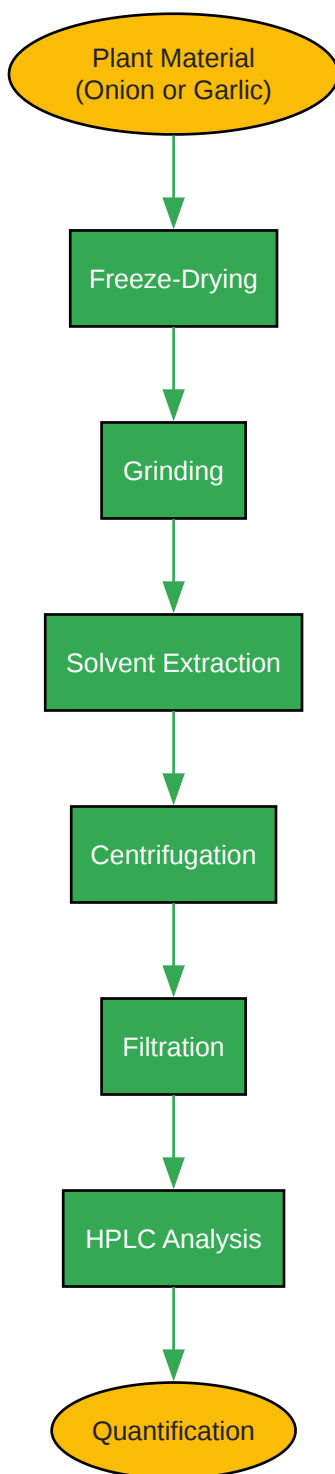 Plant Material
(Onion or Garlic)
Freeze-Drying
Grinding
Solvent Extraction
Centrifugation
Filtration
HPLC Analysis
Quantification